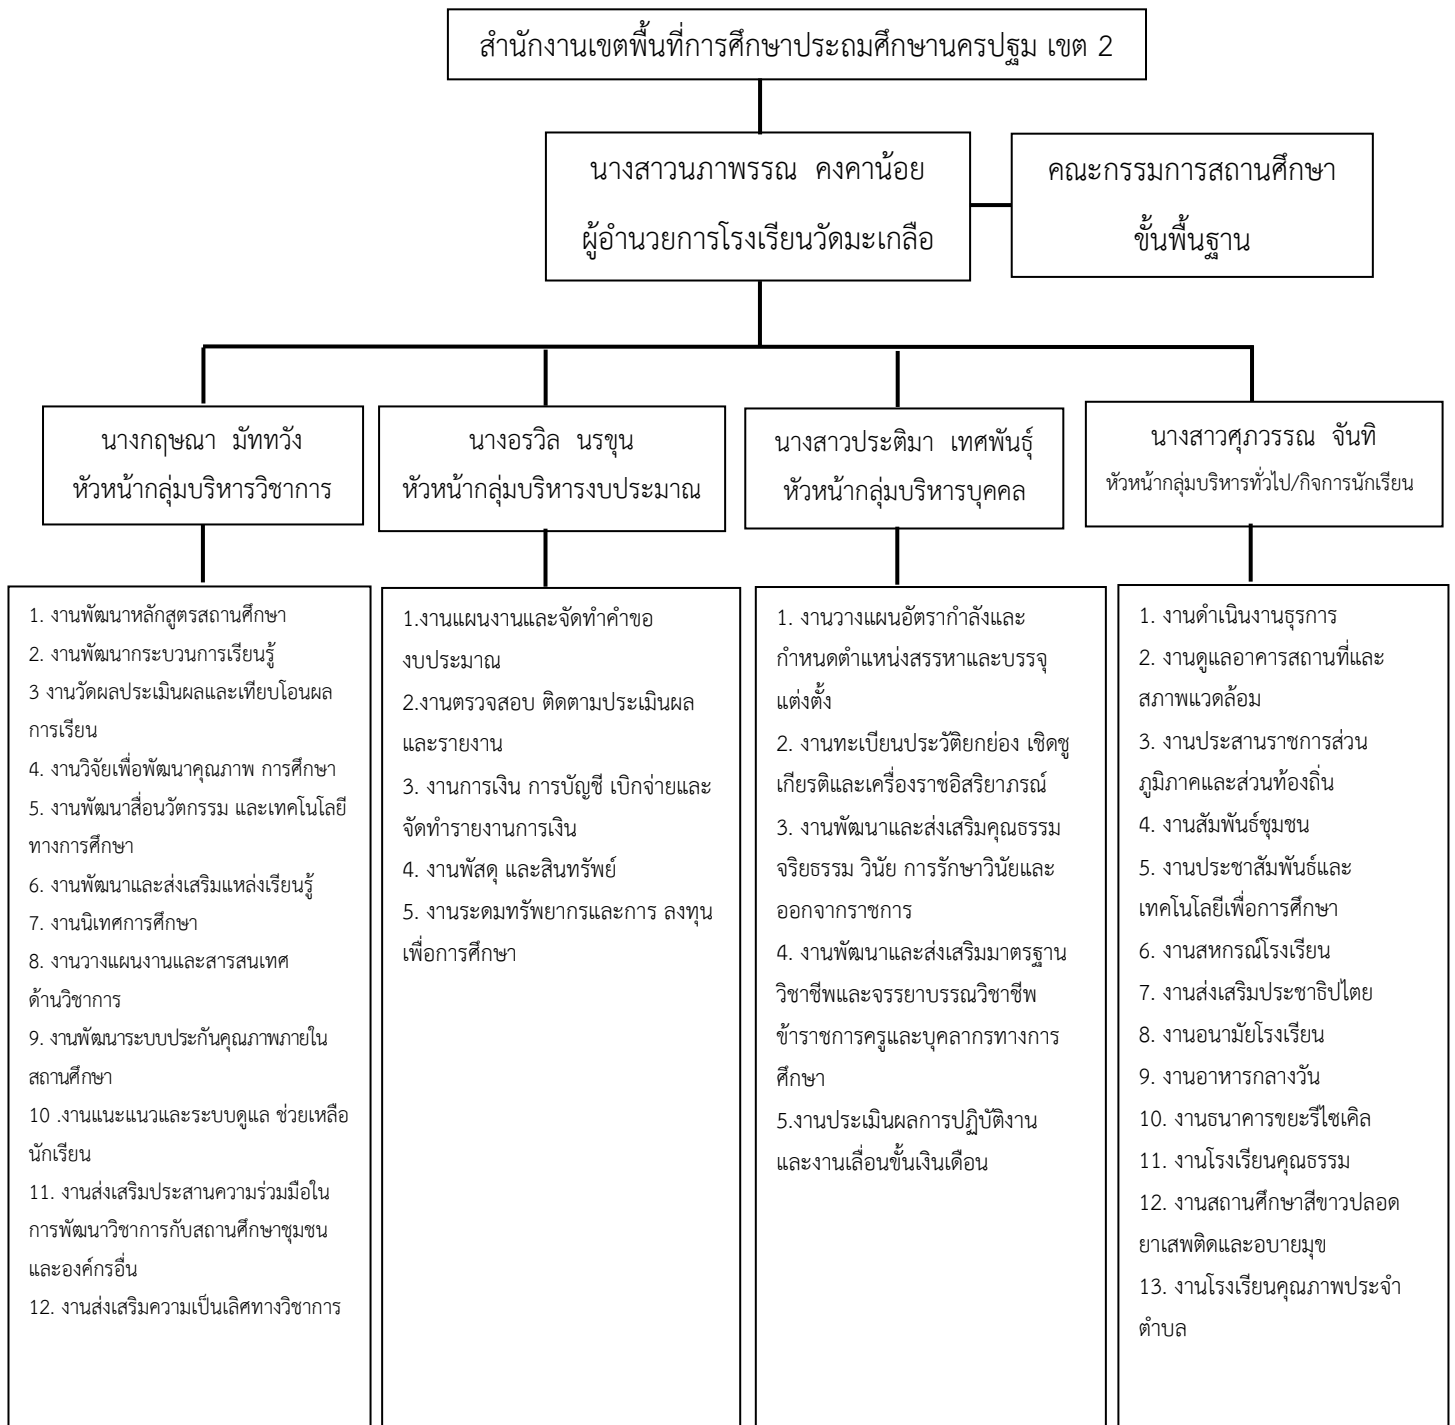 สำนักงานเขตพื้นที่การศึกษาประถมศึกษานครปฐม เขต 2
นางสาวนภาพรรณ คงคาน้อย
ผู้อำนวยการโรงเรียนวัดมะเกลือ
คณะกรรมการสถานศึกษา
ขั้นพื้นฐาน
นางกฤษณา มัททวัง
หัวหน้ากลุ่มบริหารวิชาการ
นางอรวิล นรขุน
หัวหน้ากลุ่มบริหารงบประมาณ
นางสาวประติมา เทศพันธุ์
หัวหน้ากลุ่มบริหารบุคคล
นางสาวศุภวรรณ จันทิ
หัวหน้ากลุ่มบริหารทั่วไป/กิจการนักเรียน
1. งานพัฒนาหลักสูตรสถานศึกษา
2. งานพัฒนากระบวนการเรียนรู้
3 งานวัดผลประเมินผลและเทียบโอนผล
การเรียน
4. งานวิจัยเพื่อพัฒนาคุณภาพ การศึกษา
5. งานพัฒนาสื่อนวัตกรรม และเทคโนโลยี
ทางการศึกษา
6. งานพัฒนาและส่งเสริมแหล่งเรียนรู้
7. งานนิเทศการศึกษา
8. งานวางแผนงานและสารสนเทศ
ด้านวิชาการ
9. งานพัฒนาระบบประกันคุณภาพภายใน
สถานศึกษา
10 .งานแนะแนวและระบบดูแล ช่วยเหลือ
นักเรียน
11. งานส่งเสริมประสานความร่วมมือใน
การพัฒนาวิชาการกับสถานศึกษาชุมชน
และองค์กรอื่น
12. งานส่งเสริมความเป็นเลิศทางวิชาการ
1.งานแผนงานและจัดทำคำขอ
งบประมาณ
2.งานตรวจสอบ ติดตามประเมินผล
และรายงาน
3. งานการเงิน การบัญชี เบิกจ่ายและ
จัดทำรายงานการเงิน
4. งานพัสดุ และสินทรัพย์
5. งานระดมทรัพยากรและการ ลงทุน
เพื่อการศึกษา
1. งานวางแผนอัตรากำลังและ
กำหนดตำแหน่งสรรหาและบรรจุ
แต่งตั้ง
2. งานทะเบียนประวัติยกย่อง เชิดชู
เกียรติและเครื่องราชอิสริยาภรณ์
3. งานพัฒนาและส่งเสริมคุณธรรม
จริยธรรม วินัย การรักษาวินัยและ
ออกจากราชการ
4. งานพัฒนาและส่งเสริมมาตรฐาน
วิชาชีพและจรรยาบรรณวิชาชีพ
ข้าราชการครูและบุคลากรทางการ
ศึกษา
5.งานประเมินผลการปฏิบัติงาน
และงานเลื่อนขั้นเงินเดือน
1. งานดำเนินงานธุรการ
2. งานดูแลอาคารสถานที่และ
สภาพแวดล้อม
3. งานประสานราชการส่วน
ภูมิภาคและส่วนท้องถิ่น
4. งานสัมพันธ์ชุมชน
5. งานประชาสัมพันธ์และ
เทคโนโลยีเพื่อการศึกษา
6. งานสหกรณ์โรงเรียน
7. งานส่งเสริมประชาธิปไตย
8. งานอนามัยโรงเรียน
9. งานอาหารกลางวัน
10. งานธนาคารขยะรีไซเคิล
11. งานโรงเรียนคุณธรรม
12. งานสถานศึกษาสีขาวปลอด
ยาเสพติดและอบายมุข
13. งานโรงเรียนคุณภาพประจำ
ตำบล